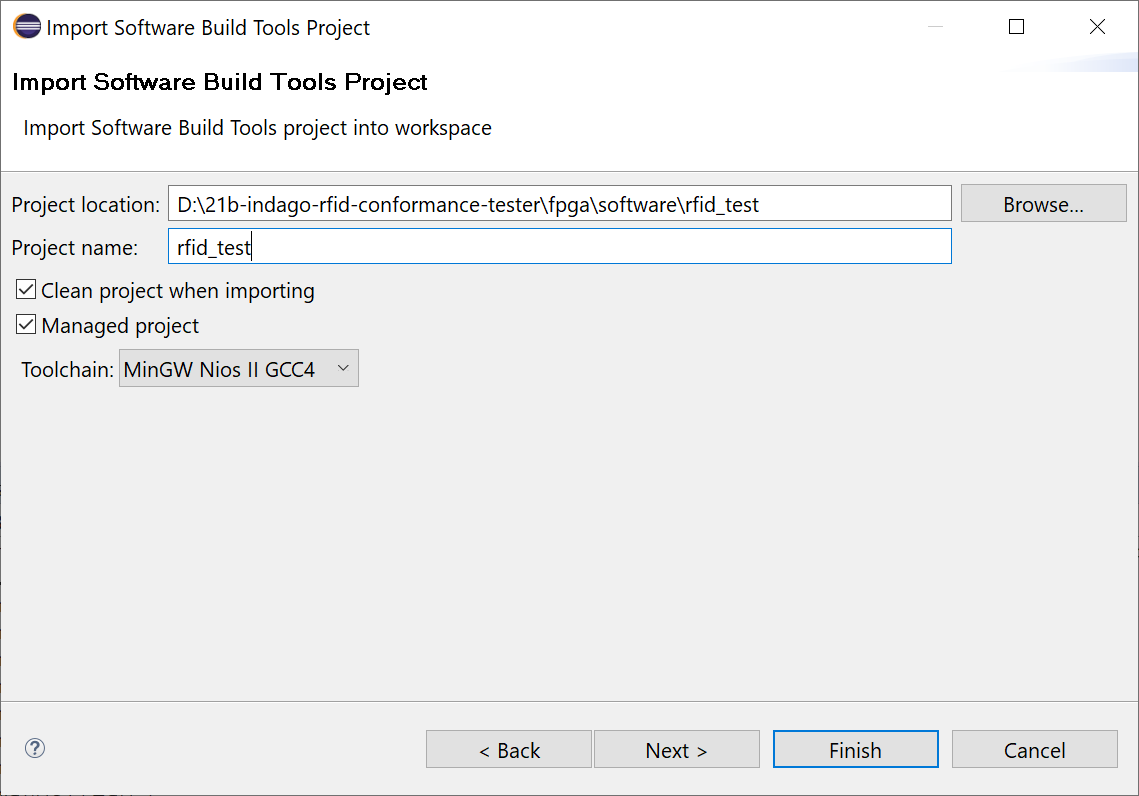 Import Software Build Tools Project
Import Software Build Tools Project
Import Software Build Tools project into workspace
Project location: D:\21b-indago-rfid-conformance-tester\fpga\software\rfid_test Browse...
Project name: rfid_test
Clean project when importing
Managed project
Toolchain: MinGW Nios II GCC4
? < Back Next > Finish Cancel